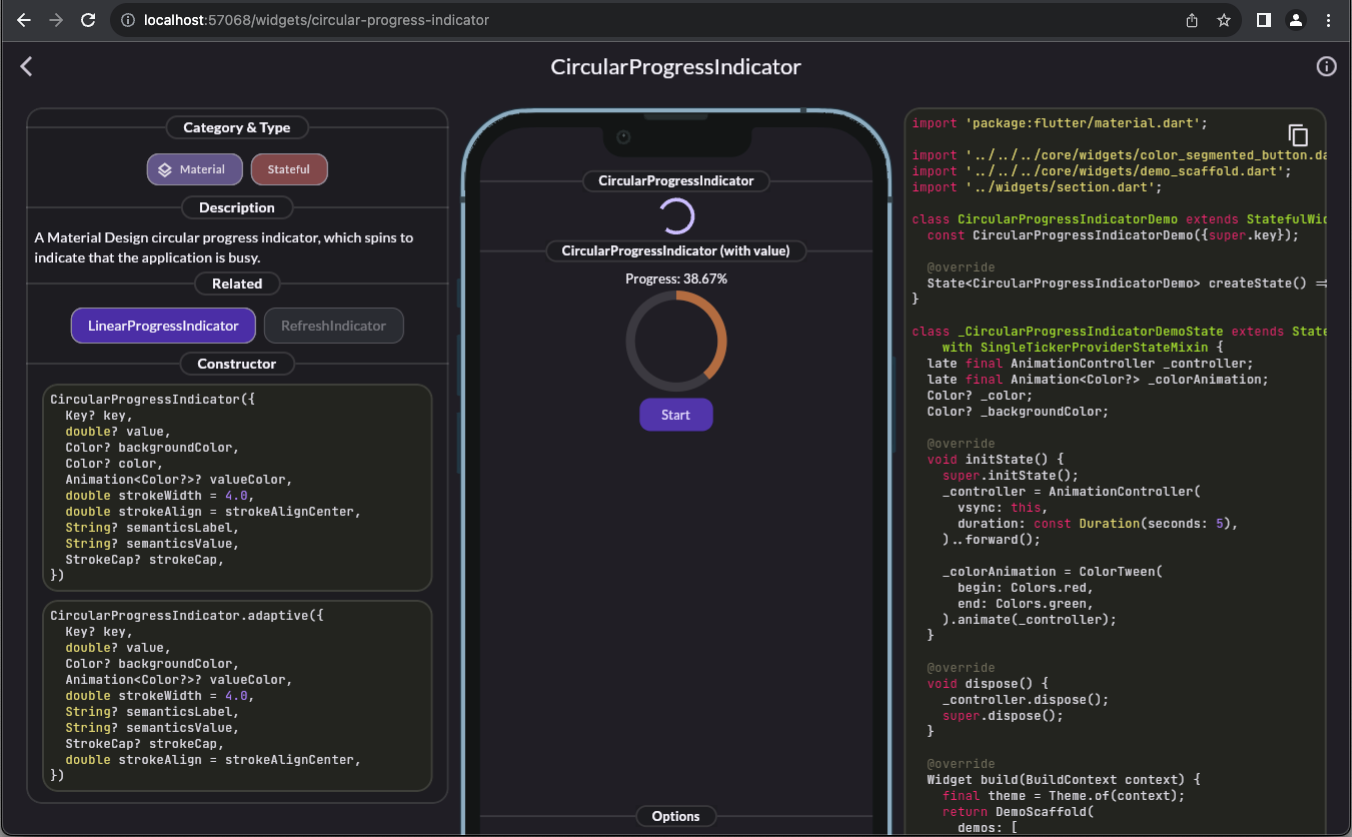 localhost:57068/widgets/circular-progress-indicator
CircularProgressIndicator
Category & Type
Material
Stateful
Description
A Material Design circular progress indicator, which spins to
indicate that the application is busy.
Related
LinearProgressIndicator
RefreshIndicator
Constructor
CircularProgressIndicator({
  Key? key,
  double? value,
  Color? backgroundColor,
  Color? color,
  Animation<Color?>? valueColor,
  double strokeWidth = 4.0,
  double strokeAlign = strokeAlignCenter,
  String? semanticsLabel,
  String? semanticsValue,
  StrokeCap? strokeCap,
})
CircularProgressIndicator.adaptive({
  Key? key,
  double? value,
  Color? backgroundColor,
  Animation<Color?>? valueColor,
  double strokeWidth = 4.0,
  String? semanticsLabel,
  String? semanticsValue,
  StrokeCap? strokeCap,
  double strokeAlign = strokeAlignCenter,
})
CircularProgressIndicator
CircularProgressIndicator (with value)
Progress: 38.67%
Start
Options
import 'package:flutter/material.dart';
import '../../../core/widgets/color_segmented_button.da
import '../../../core/widgets/demo_scaffold.dart';
import '../widgets/section.dart';
class CircularProgressIndicatorDemo extends StatefulWid
  const CircularProgressIndicatorDemo({super.key});
  @override
  State<CircularProgressIndicatorDemo> createState() =>
}
class _CircularProgressIndicatorDemoState extends State
    with SingleTickerProviderStateMixin {
  late final AnimationController _controller;
  late final Animation<Color?> _colorAnimation;
  Color? _color;
  Color? _backgroundColor;
  @override
  void initState() {
    super.initState();
    _controller = AnimationController(
      vsync: this,
      duration: const Duration(seconds: 5),
    )..forward();
    _colorAnimation = ColorTween(
      begin: Colors.red,
      end: Colors.green,
    ).animate(_controller);
  }
  @override
  void dispose() {
    _controller.dispose();
    super.dispose();
  }
  @override
  Widget build(BuildContext context) {
    final theme = Theme.of(context);
    return DemoScaffold(
      demos: [